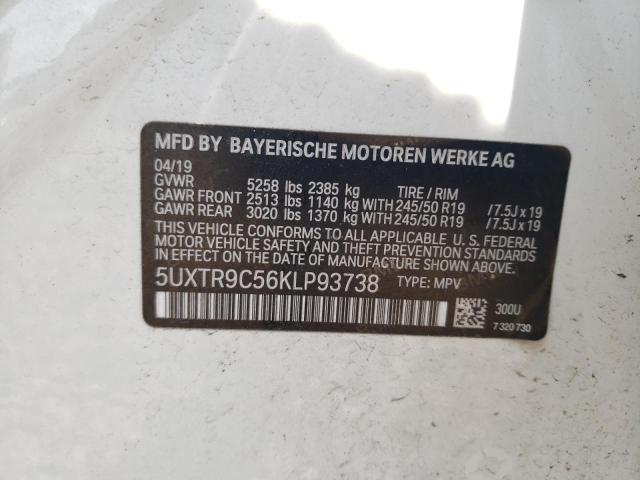 MFD BY BAYERISCHE MOTOREN WERKE AG
04/19
GVWR 5258 lbs 2385 kg TIRE / RIM
GAWR FRONT 2513 lbs 1140 kg WITH 245/50 R19 /7.5J x 19
GAWR REAR 3020 lbs 1370 kg WITH 245/50 R19 /7.5J x 19
THIS VEHICLE CONFORMS TO ALL APPLICABLE U. S. FEDERAL
MOTOR VEHICLE SAFETY AND THEFT PREVENTION STANDARDS
IN EFFECT ON THE DATE OF MANUFACTURE SHOWN ABOVE.
5UXTR9C56KLP93738 TYPE: MPV
300U
7 320 730